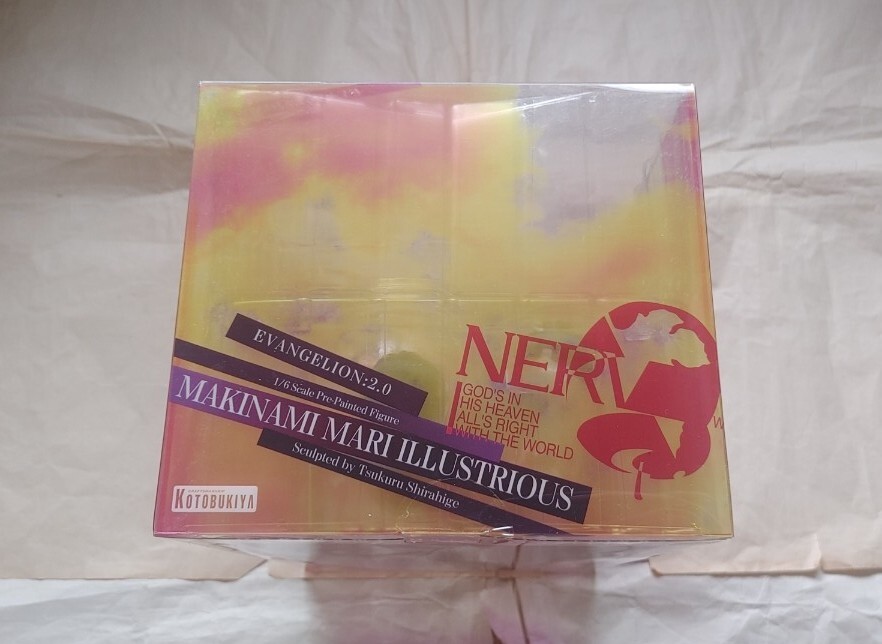 EVANGELION:2.0
1/6 Scale Pre-Painted Figure
MAKINAMI MARI ILLUSTRIOUS
Sculpted by Tsukuru Shirahige
KOTOBUKIYA
NERV
GOD'S IN
HIS HEAVEN
ALL'S RIGHT
WITH THE WORLD